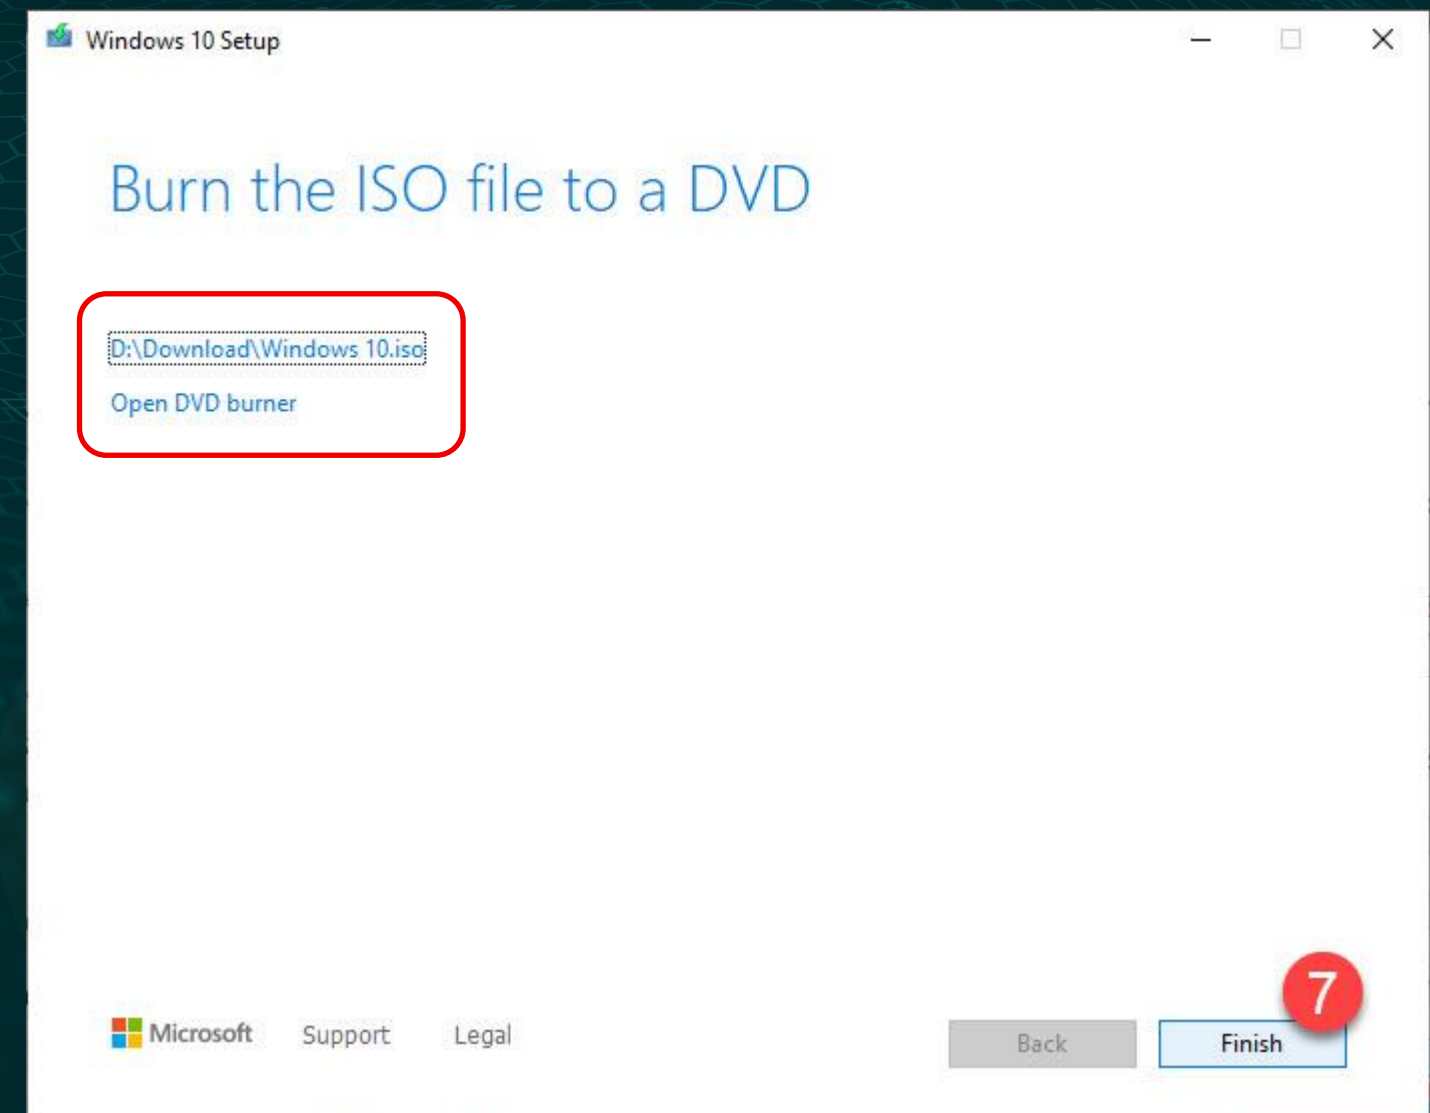 Windows 10 Setup
Burn the ISO file to a DVD
D:\Download\Windows 10.iso
Open DVD burner
7
Microsoft Support Legal
Back Finish